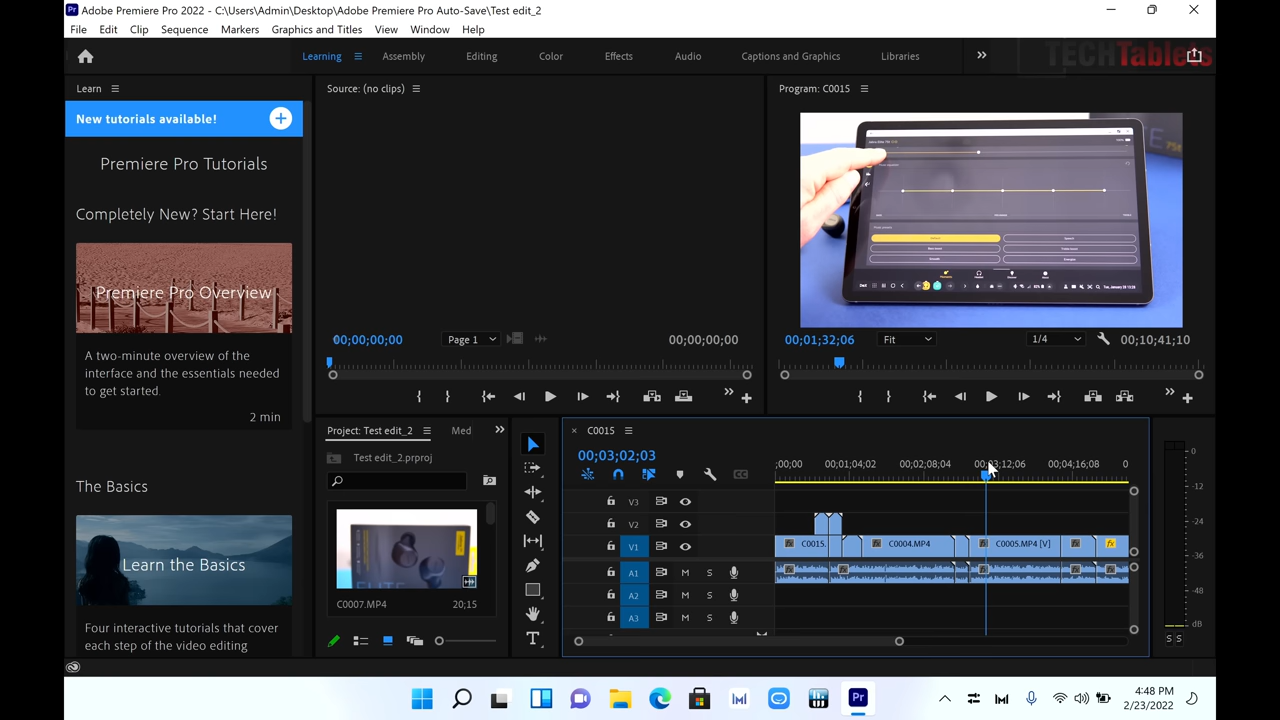 Adobe Premiere Pro 2022 - C:\Users\Admin\Desktop\Adobe Premiere Pro Auto-Save\Test edit_2
File Edit Clip Sequence Markers Graphics and Titles View Window Help
Learning Assembly Editing Color Effects Audio Captions and Graphics Libraries
TECHTablets
Learn
New tutorials available!
Premiere Pro Tutorials
Completely New? Start Here!
Premiere Pro Overview
A two-minute overview of the
interface and the essentials needed
to get started.
2 min
The Basics
Learn the Basics
Four interactive tutorials that cover
each step of the video editing
Source: (no clips)
00;00;00;00 Page 1 00;00;00;00
Program: C0015
00;01;32;06 Fit 1/4 00;10;41;10
Project: Test edit_2 Med
Test edit_2.prproj
C0007.MP4 20;15
C0015
00;03;02;03
;00;00 00;01;04;02 00;02;08;04 00;03;12;06 00;04;16;08 0
V3
V2
V1 C0015. C0004.MP4 C0005.MP4 [V]
A1 M S
A2 M S
A3 M S
0
-12
-24
-36
-48
dB
S S
4:48 PM
2/23/2022